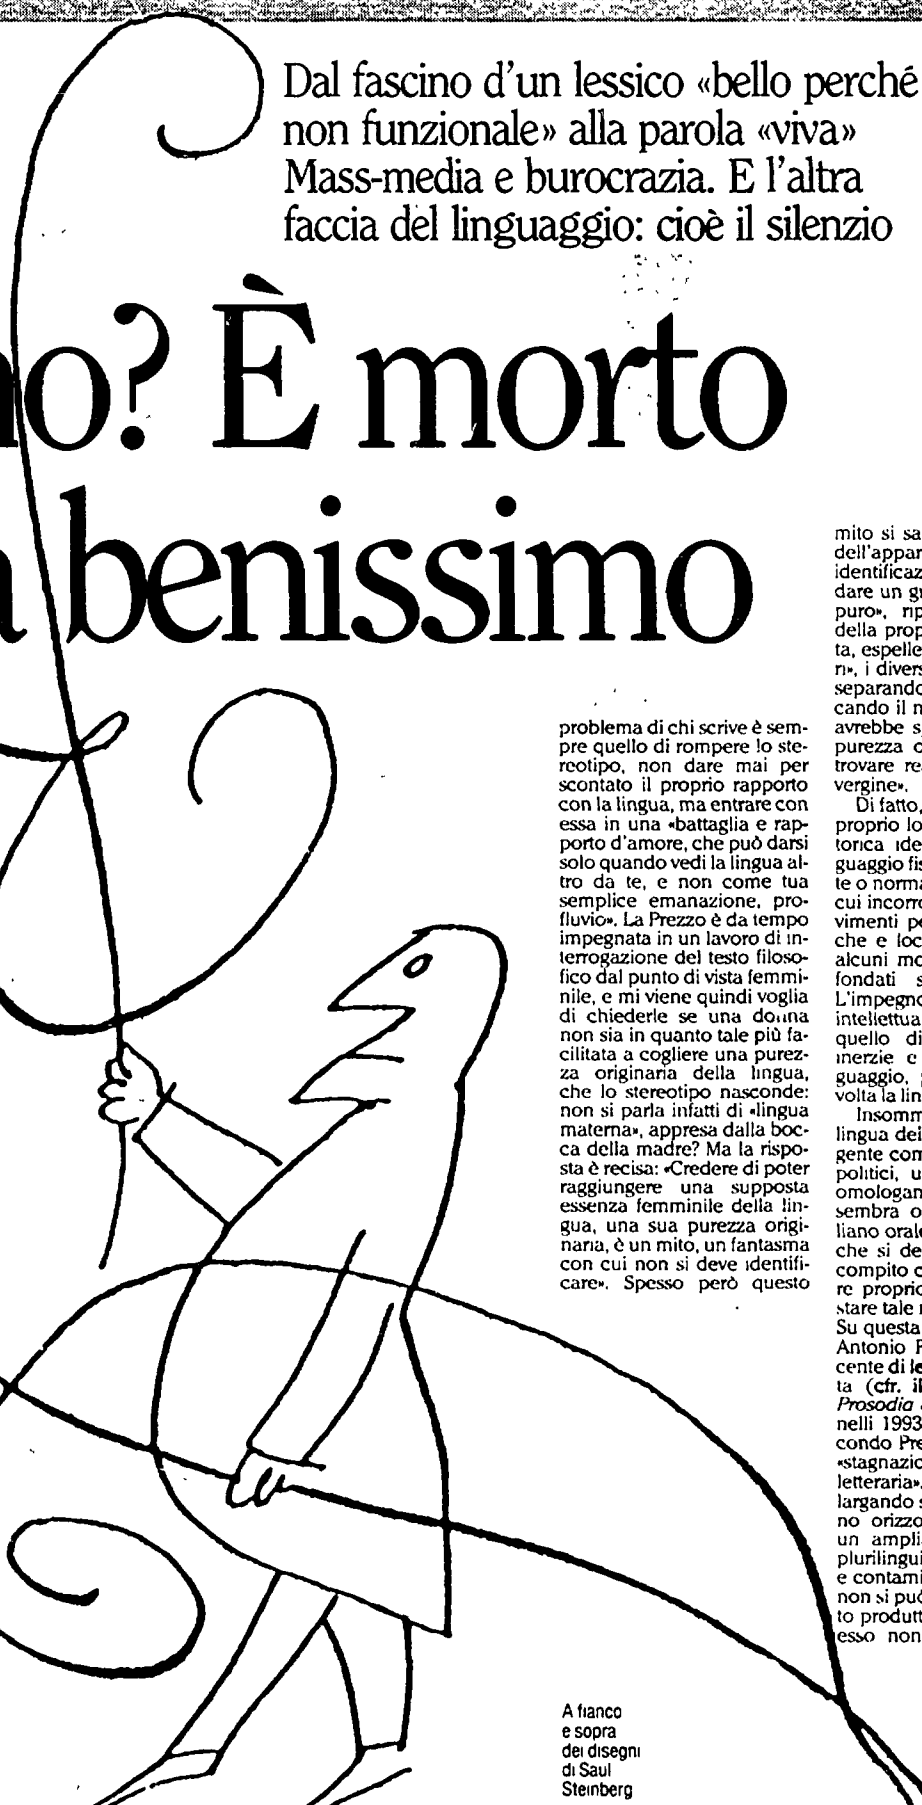 Dal fascino d'un lessico «bello perché
non funzionale» alla parola «viva»
Mass-media e burocrazia. E l'altra
faccia del linguaggio: cioè il silenzio
no? È morto
benissimo
problema di chi scrive è sem-
pre quello di rompere lo ste-
reotipo, non dare mai per
scontato il proprio rapporto
con la lingua, ma entrare con
essa in una «battaglia e rap-
porto d'amore, che può darsi
solo quando vedi la lingua al-
tro da te, e non come tua
semplice emanazione, pro-
fluvio». La Prezzo è da tempo
impegnata in un lavoro di in-
terrogazione del testo filoso-
fico dal punto di vista femmi-
nile, e mi viene quindi voglia
di chiederle se una donna
non sia in quanto tale più fa-
cilitata a cogliere una purez-
za originaria della lingua,
che lo stereotipo nasconde:
non si parla infatti di «lingua
materna», appresa dalla boc-
ca della madre? Ma la rispo-
sta è recisa: «Credere di poter
raggiungere una supposta
essenza femminile della lin-
gua, una sua purezza origi-
naria, è un mito, un fantasma
con cui non si deve identifi-
care». Spesso però questo
mito si sa
dell'appar
identificaz
dare un g
puro», rip
della prop
ta, espelle
ri», i divers
separando
cando il n
avrebbe s
purezza o
trovare re
vergine».
Di fatto,
proprio lo
torica ide
guaggio fis
te o norma
cui incorro
vimenti pe
che e loc
alcuni mo
fondati s
L'impegno
intellettua
quello di
inerzie e
guaggio,
volta la lin
Insomm
lingua dei
gente com
politici, u
omologan
sembra o
liano orale
che si de
compito c
re proprio
stare tale
Su questa
Antonio P
cente di le
ta (cfr. il
Prosodia
nelli 1993
condo Pre
«stagnazio
letteraria»,
largando s
no orizzo
un ampli
plurilingui
e contami
non si può
to produtt
esso non
A fianco
e sopra
dei disegni
di Saul
Steinberg